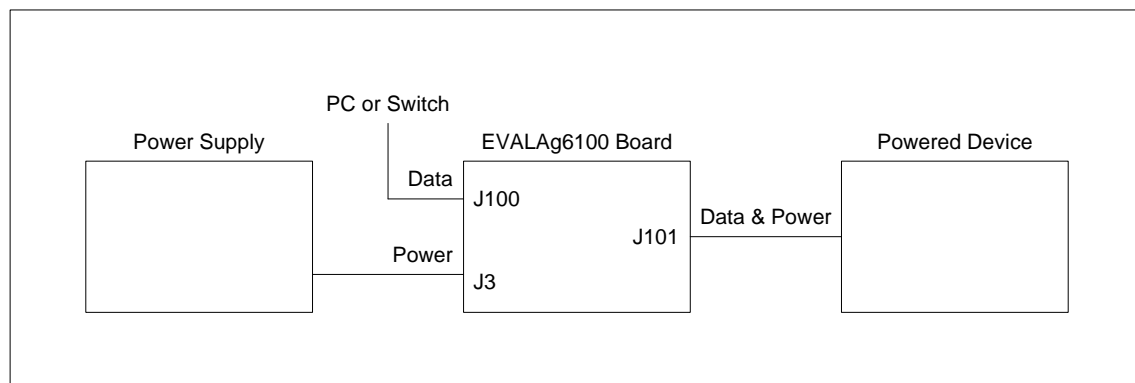 PC or Switch
Power Supply
EVALAg6100 Board
Powered Device
Data
J100
Data & Power
J101
Power
J3